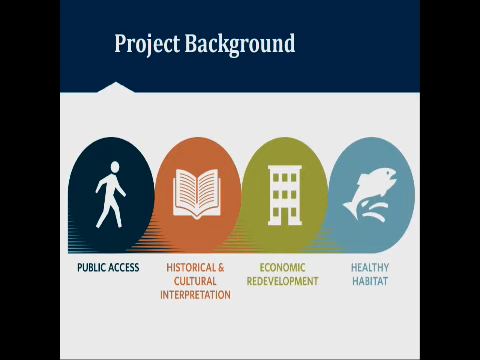 Project Background
PUBLIC ACCESS
HISTORICAL &
CULTURAL
INTERPRETATION
ECONOMIC
REDEVELOPMENT
HEALTHY
HABITAT